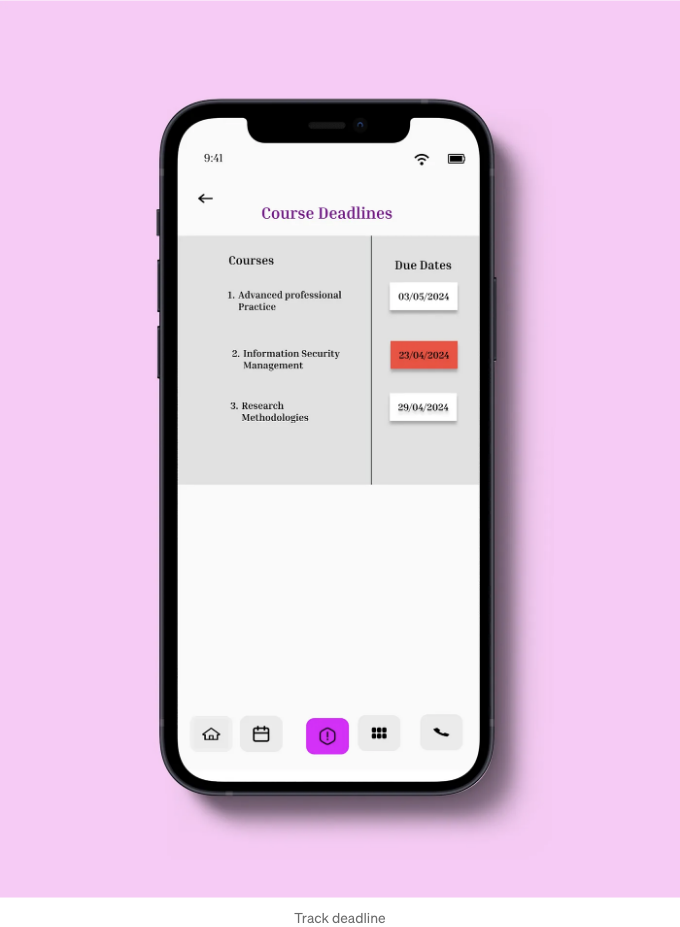 9:41
Course Deadlines
Courses
Due Dates
1. Advanced professional
Practice
03/05/2024
2. Information Security
Management
23/04/2024
3. Research
Methodologies
29/04/2024
Track deadline